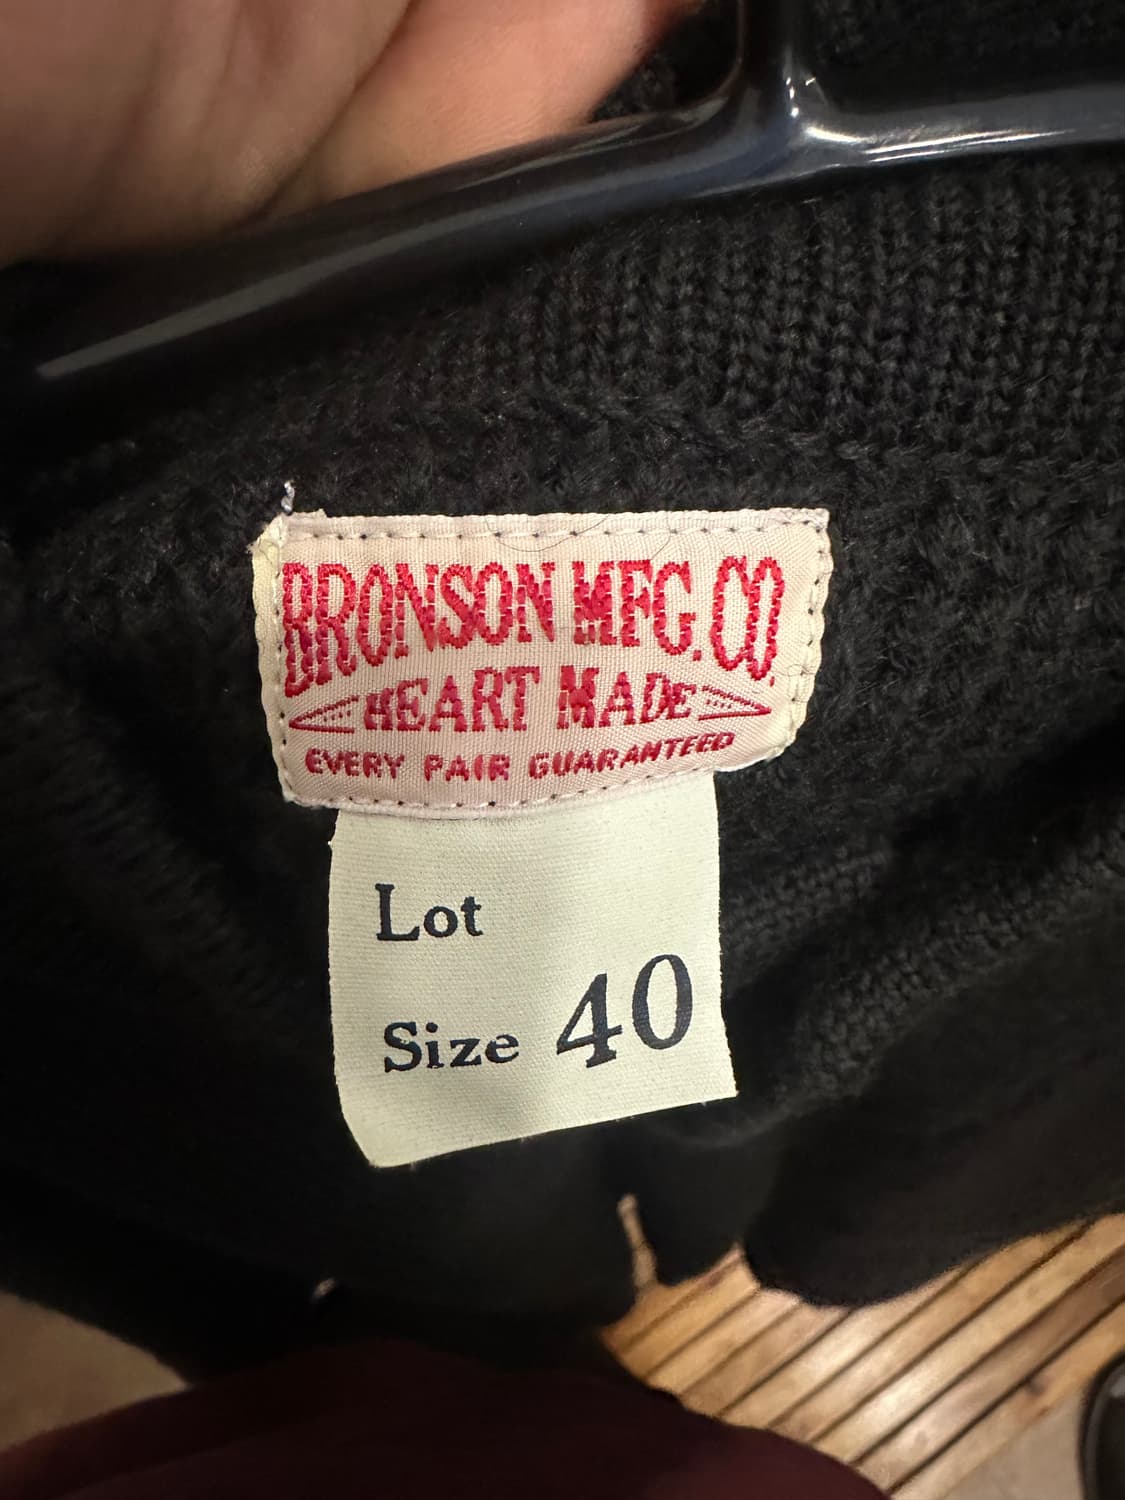 BRONSON MFG. CO.
HEART MADE
EVERY PAIR GUARANTEED
Lot
Size 40